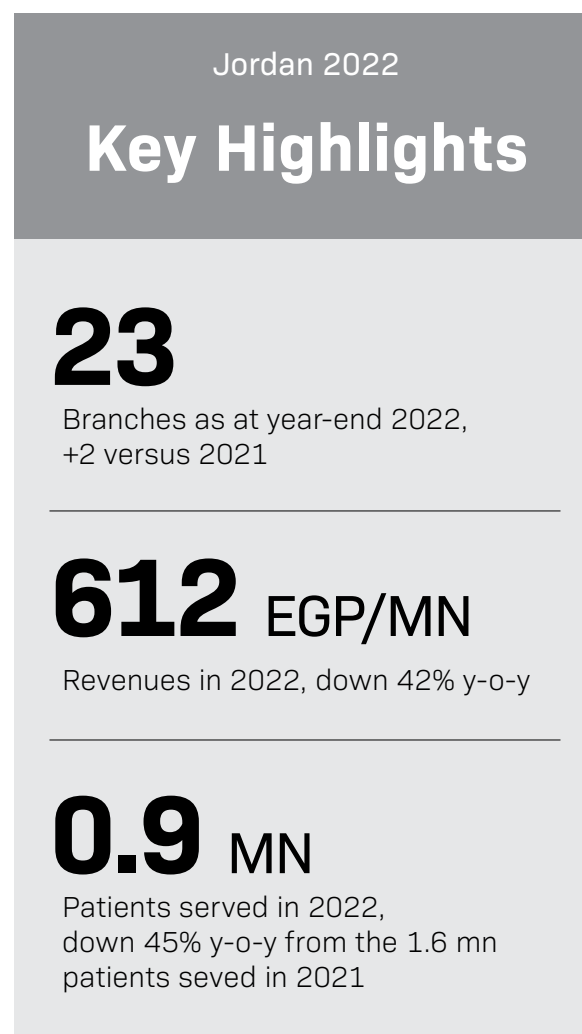 Jordan 2022
Key Highlights
23
Branches as at year-end 2022,
+2 versus 2021
612 EGP/MN
Revenues in 2022, down 42% y-o-y
0.9 MN
Patients served in 2022,
down 45% y-o-y from the 1.6 mn
patients seved in 2021